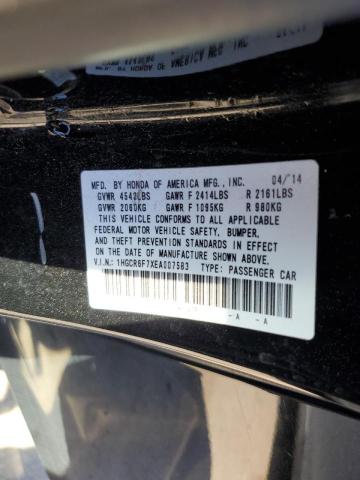 MFD. BY HONDA OF AMERICA MFG., INC. 04/14
GVWR 4542LBS GAWR F 2414LBS R 2161LBS
GVWR 2060KG GAWR F 1095KG R 980KG
THIS VEHICLE CONFORMS TO ALL APPLICABLE
FEDERAL MOTOR VEHICLE SAFETY, BUMPER,
AND THEFT PREVENTION STANDARDS IN EFFECT
ON THE DATE OF MANUFACTURE SHOWN ABOVE.
V.I.N.: 1HGCR6F7XEA007583 TYPE: PASSENGER CAR